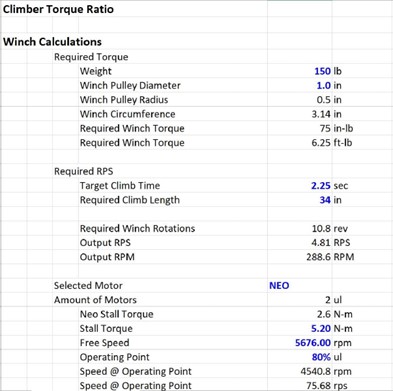 Climber Torque Ratio
Winch Calculations
Required Torque
Weight 150 lb
Winch Pulley Diameter 1.0 in
Winch Pulley Radius 0.5 in
Winch Circumference 3.14 in
Required Winch Torque 75 in-lb
Required Winch Torque 6.25 ft-lb
Required RPS
Target Climb Time 2.25 sec
Required Climb Length 34 in
Required Winch Rotations 10.8 rev
Output RPS 4.81 RPS
Output RPM 288.6 RPM
Selected Motor NEO
Amount of Motors 2 ul
Neo Stall Torque 2.6 N-m
Stall Torque 5.20 N-m
Free Speed 5676.00 rpm
Operating Point 80% ul
Speed @ Operating Point 4540.8 rpm
Speed @ Operating Point 75.68 rps